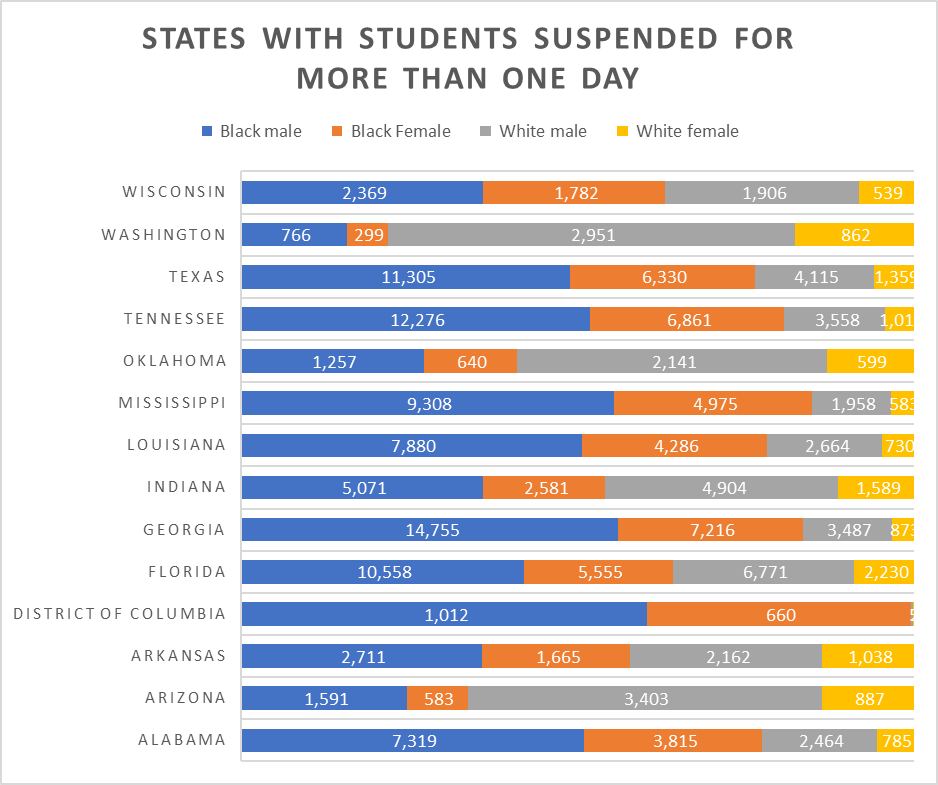 STATES WITH STUDENTS SUSPENDED FOR
MORE THAN ONE DAY
Black male Black Female White male White female
WISCONSIN 2,369 1,782 1,906 539
WASHINGTON 766 299 2,951 862
TEXAS 11,305 6,330 4,115 1,359
TENNESSEE 12,276 6,861 3,558
OKLAHOMA 1,257 640 2,141 599
MISSISSIPPI 9,308 4,975 1,958 583
LOUISIANA 7,880 4,286 2,664 730
INDIANA 5,071 2,581 4,904 1,589
GEORGIA 14,755 7,216 3,487 873
FLORIDA 10,558 5,555 6,771 2,230
DISTRICT OF COLUMBIA 1,012 660
ARKANSAS 2,711 1,665 2,162 1,038
ARIZONA 1,591 583 3,403 887
ALABAMA 7,319 3,815 2,464 785